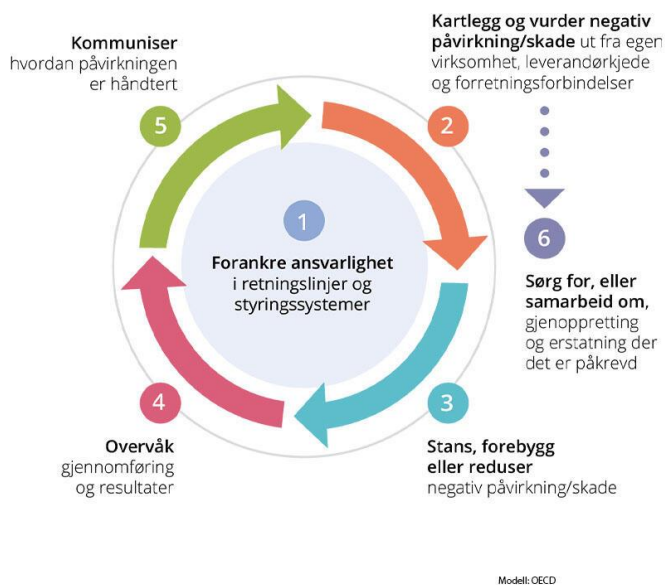 Kommuniser
hvordan påvirkningen
er håndtert
5
Kartlegg og vurder negativ
påvirkning/skade ut fra egen
virksomhet, leverandørkjede
og forretningsforbindelser
2
1
Forankre ansvarlighet
i retningslinjer og
styringssystemer
6
Sørg for, eller
samarbeid om,
gjenoppretting
og erstatning der
det er påkrevd
4
Overvåk
gjennomføring
og resultater
3
Stans, forebygg
eller reduser
negativ påvirkning/skade
Modell: OECD